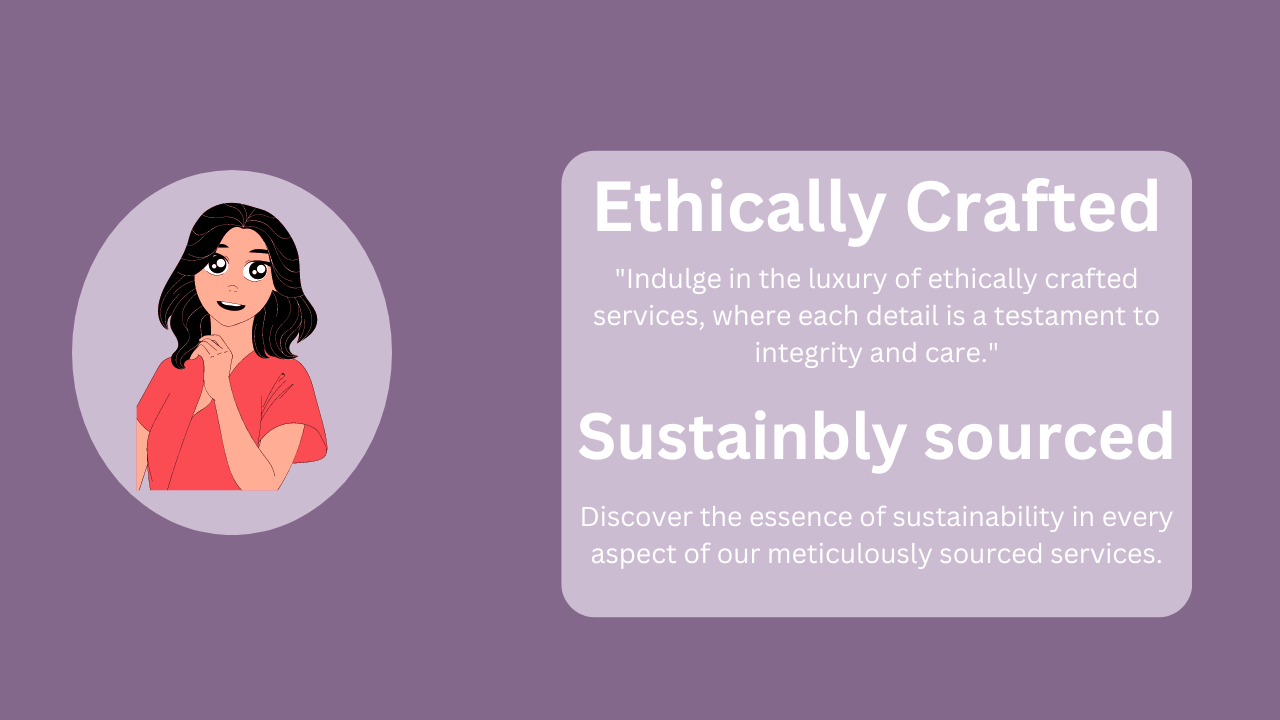 Ethically Crafted
"Indulge in the luxury of ethically crafted
services, where each detail is a testament to
integrity and care."
Sustainbly sourced
Discover the essence of sustainability in every
aspect of our meticulously sourced services.